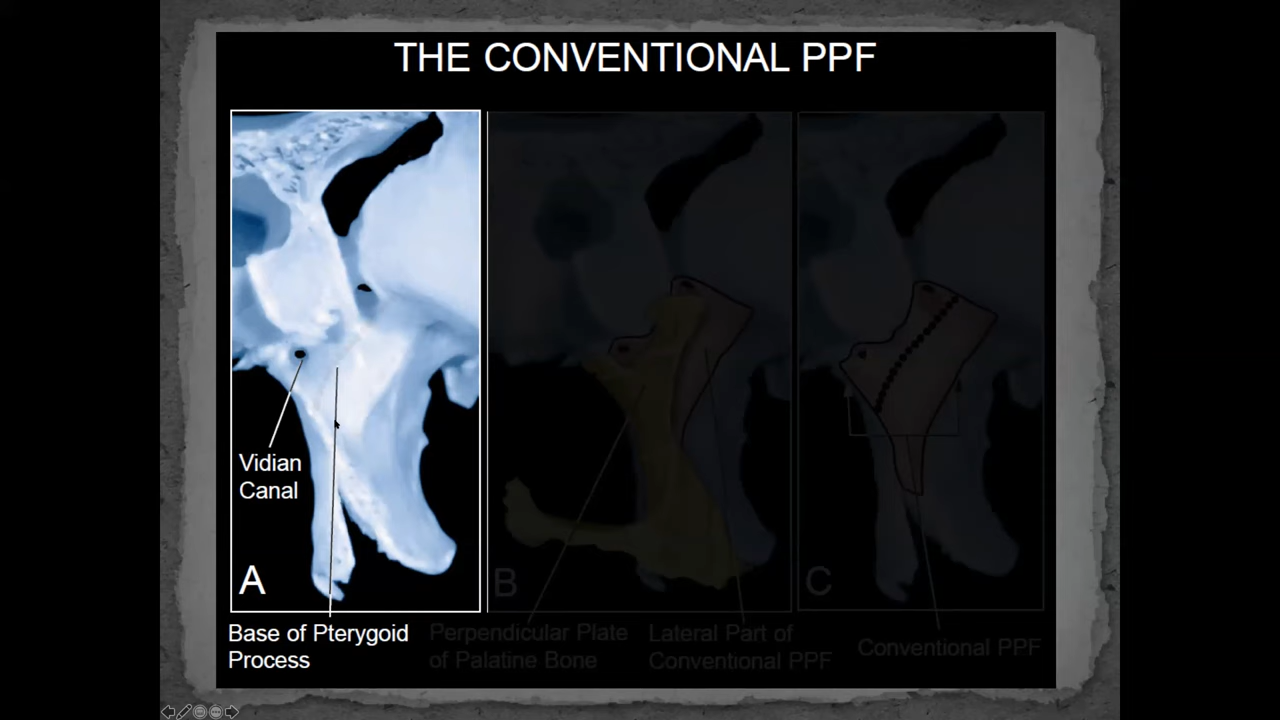 THE CONVENTIONAL PPF
Vidian
Canal
A
B
C
Base of Pterygoid
Process
Perpendicular Plate
of Palatine Bone
Lateral Part of
Conventional PPF
Conventional PPF